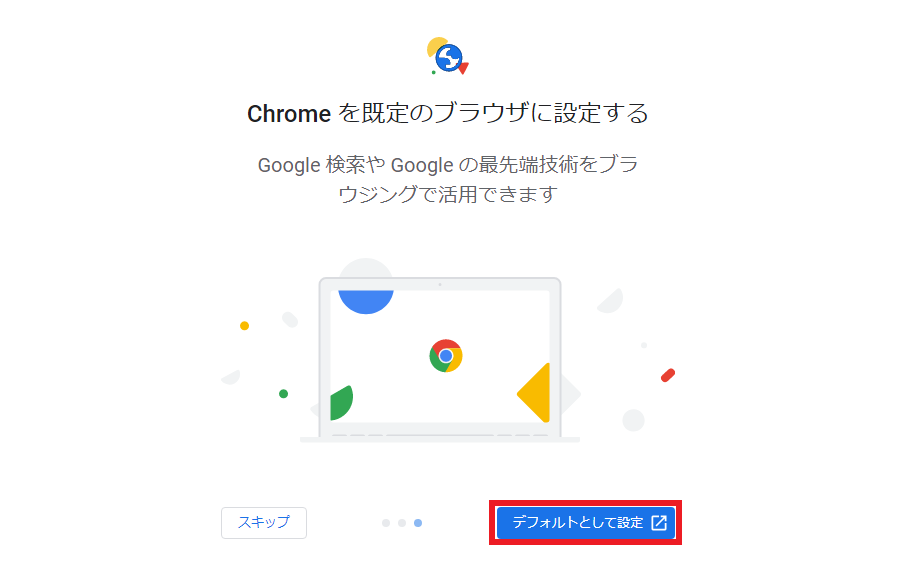 Chrome を既定のブラウザに設定する
Google 検索や Google の最先端技術をブラ
ウジングで活用できます
スキップ
デフォルトとして設定